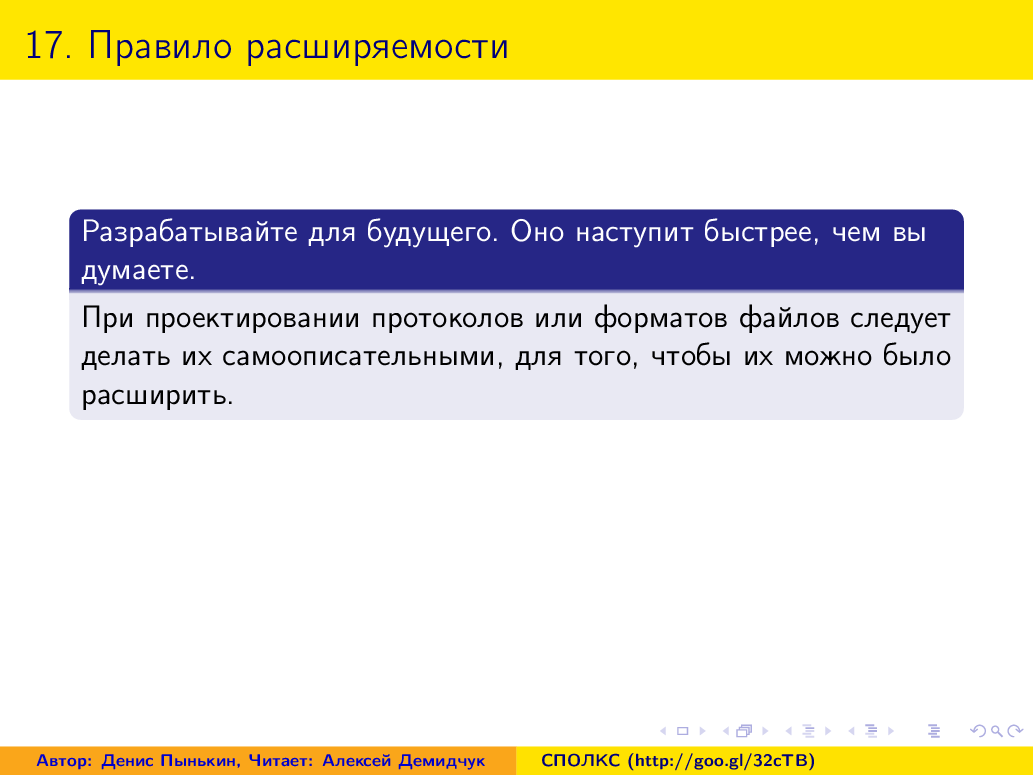 17. Правило расширяемости
Разрабатывайте для будущего. Оно наступит быстрее, чем вы
думаете.
При проектировании протоколов или форматов файлов следует
делать их самоописательными, для того, чтобы их можно было
расширить.
Автор: Денис Пынькин, Читает: Алексей Демидчук
СПОЛКС (http://goo.gl/32cTB)